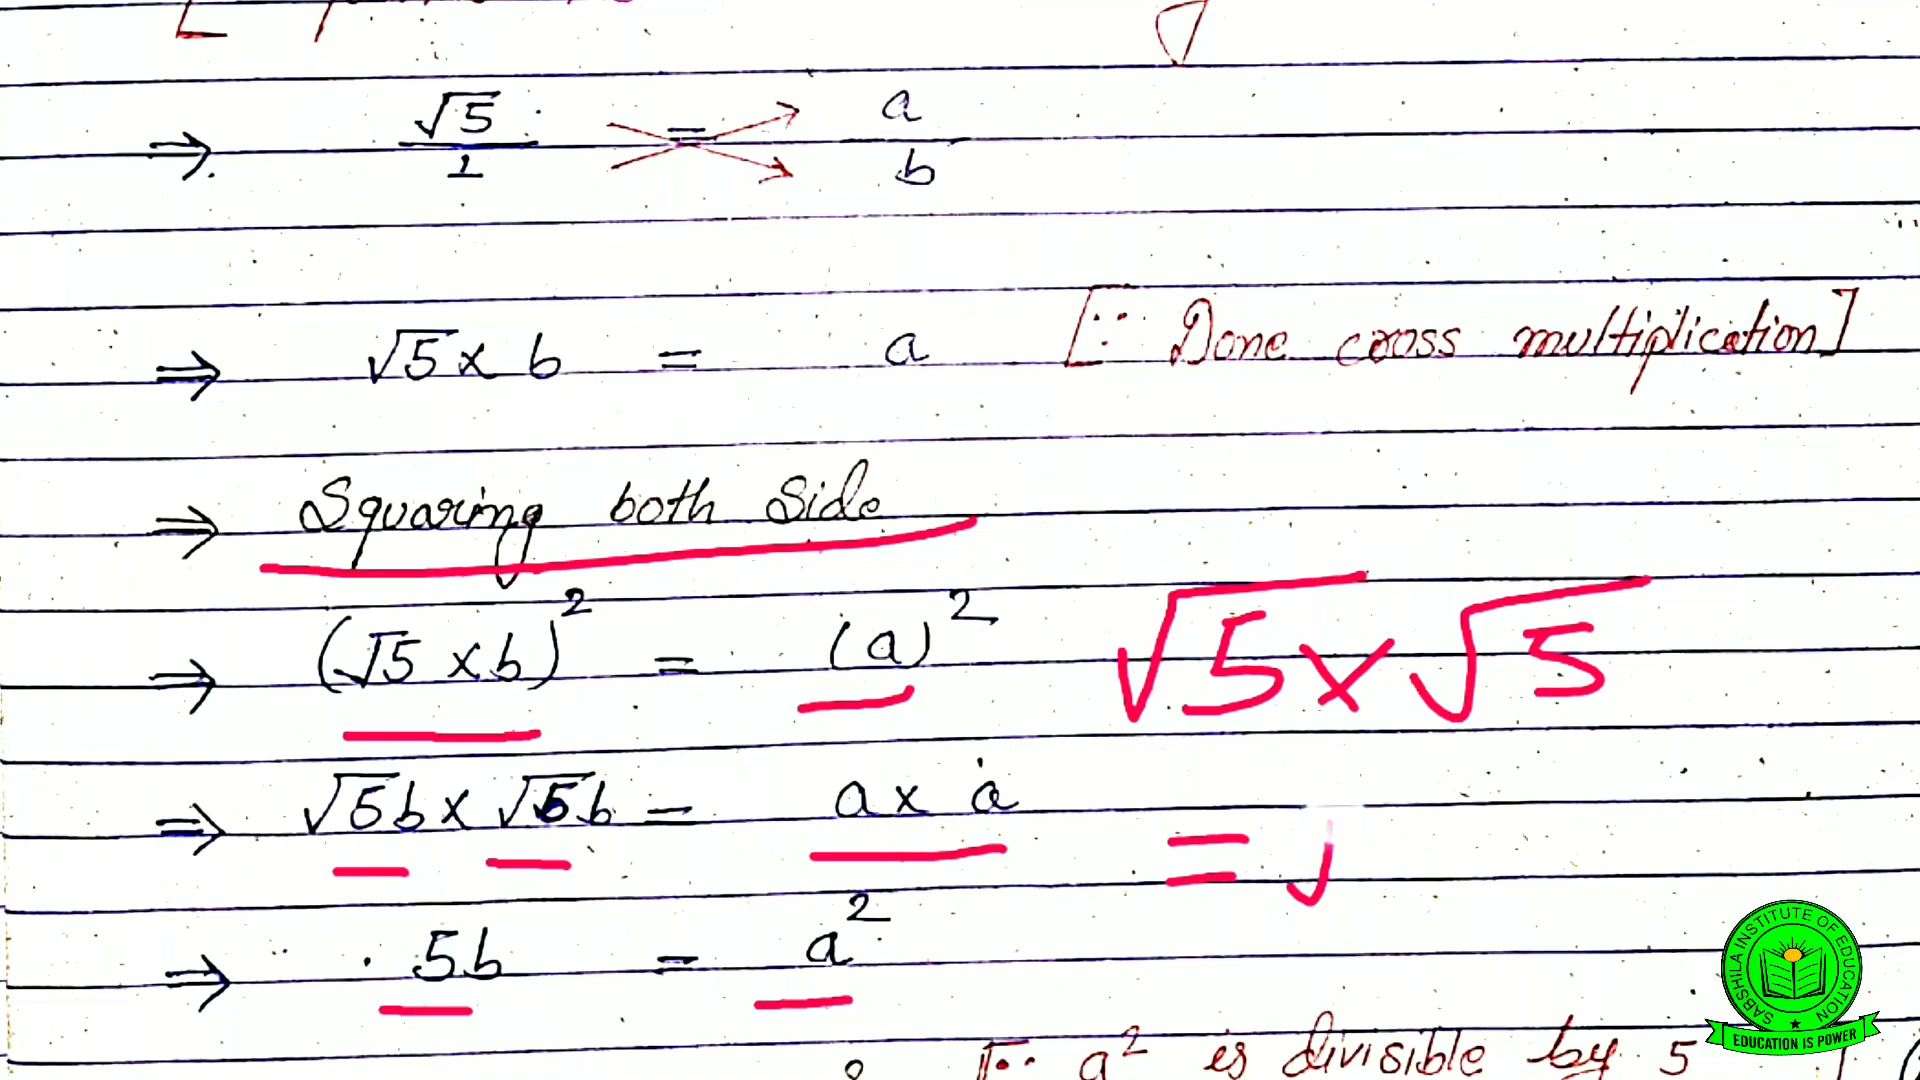 ⇒ √5/1 = a/b
⇒ √5 × b = a [∵ Done cross multiplication]
⇒ Squaring both Side
⇒ (√5 × b)² = (a)² √5 × √5
⇒ √5b × √5b = a × a =
⇒ 5b = a²
[∵ a² is divisible by 5
SABSHILA INSTITUTE OF EDUCATION
EDUCATION IS POWER